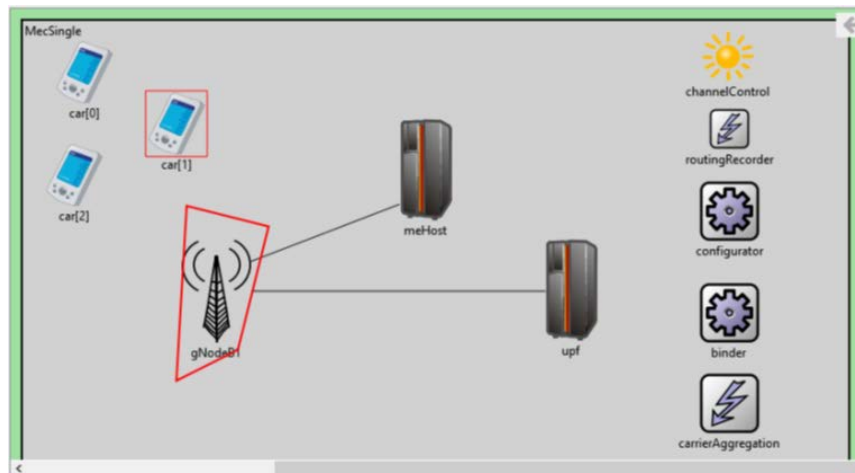 MecSingle
car[0]
car[1]
car[2]
gNodeB1
meHost
upf
channelControl
routingRecorder
configurator
binder
carrierAggregation